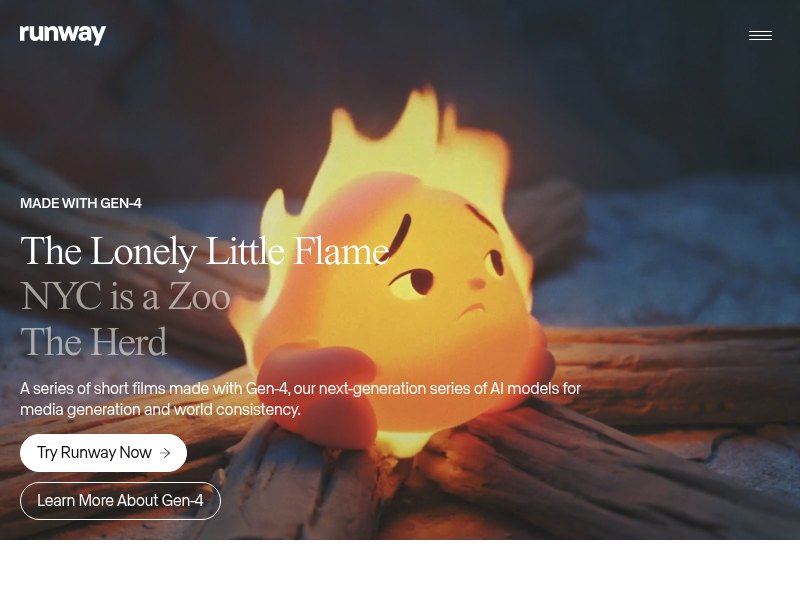 runway
MADE WITH GEN-4
The Lonely Little Flame
NYC is a Zoo
The Herd
A series of short films made with Gen-4, our next-generation series of AI models for
media generation and world consistency.
Try Runway Now →
Learn More About Gen-4